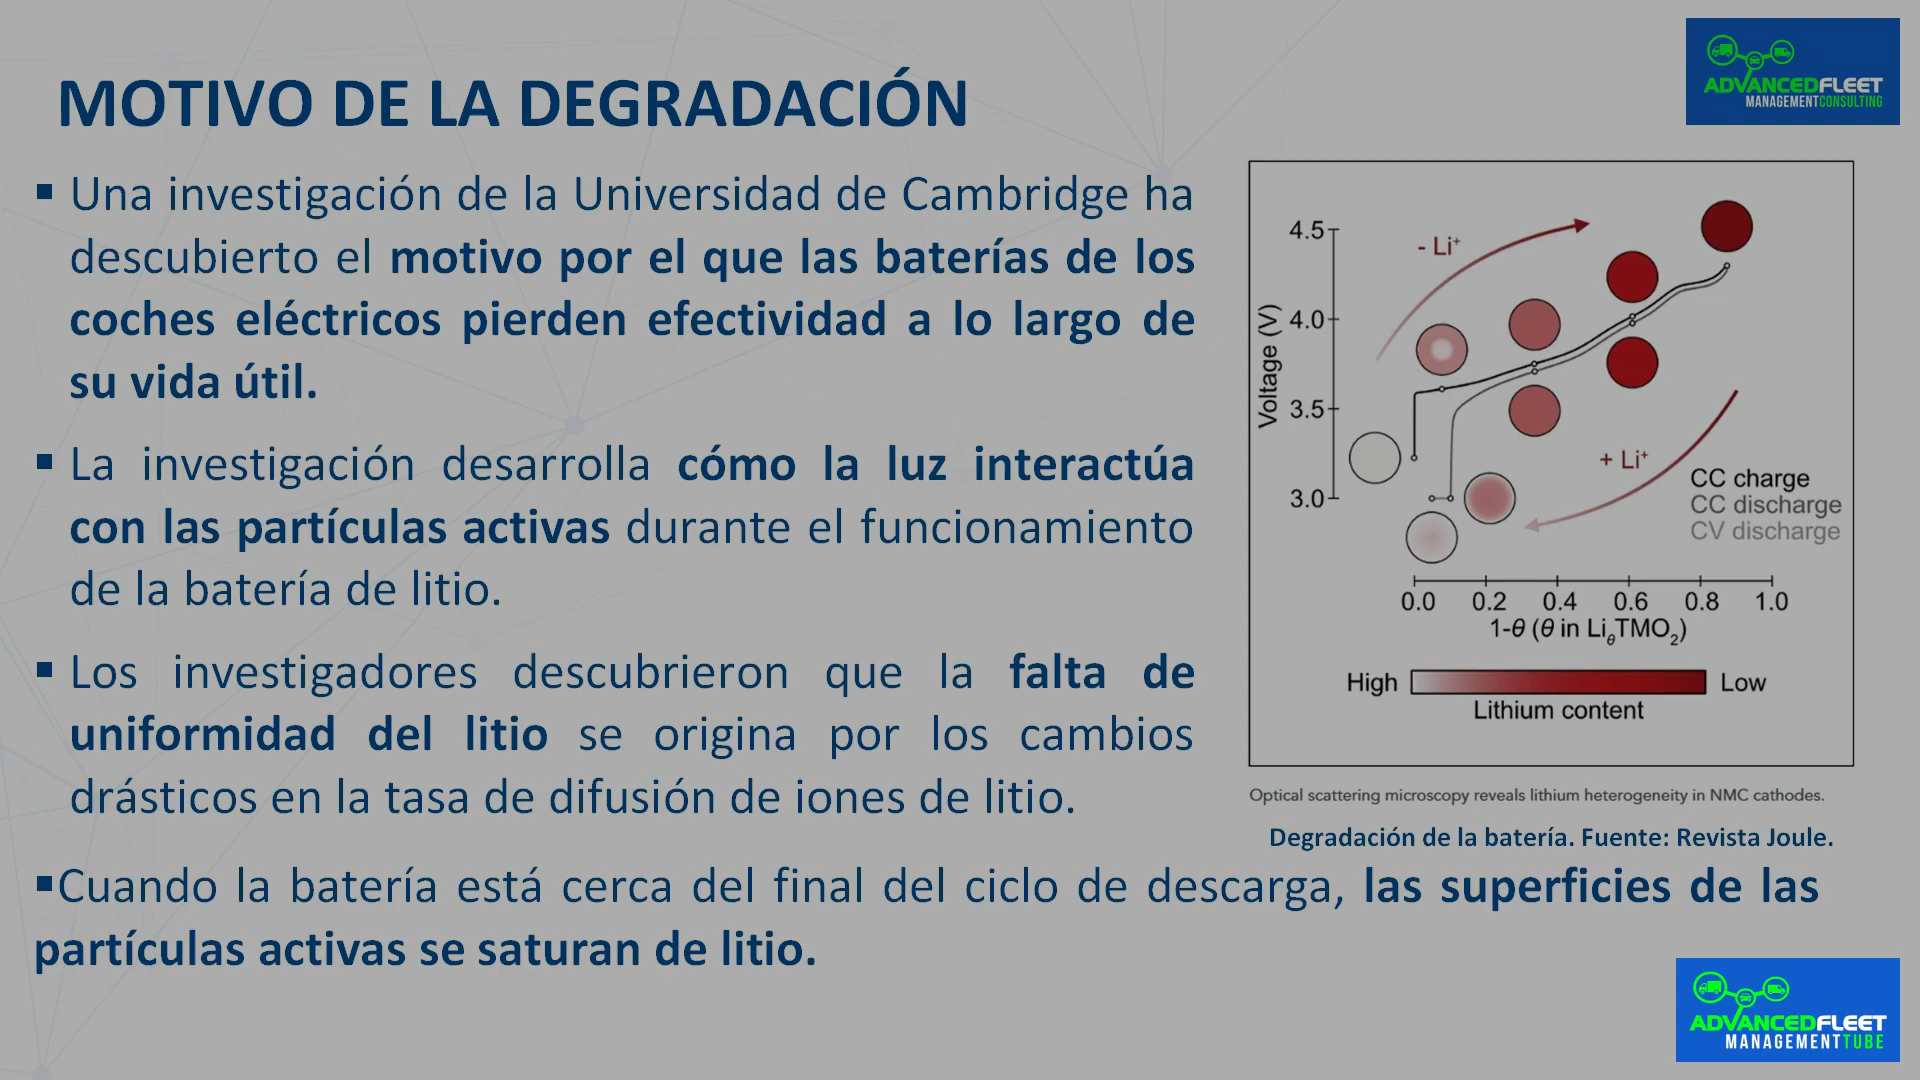 MOTIVO DE LA DEGRADACIÓN
ADVANCEDFLEET
MANAGEMENTCONSULTING
▪ Una investigación de la Universidad de Cambridge ha
descubierto el motivo por el que las baterías de los
coches eléctricos pierden efectividad a lo largo de
su vida útil.
▪ La investigación desarrolla cómo la luz interactúa
con las partículas activas durante el funcionamiento
de la batería de litio.
▪ Los investigadores descubrieron que la falta de
uniformidad del litio se origina por los cambios
drásticos en la tasa de difusión de iones de litio.
▪Cuando la batería está cerca del final del ciclo de descarga, las superficies de las
partículas activas se saturan de litio.
Voltage (V)
4.5
4.0
3.5
3.0
- Li⁺
+ Li⁺
CC charge
CC discharge
CV discharge
0.0 0.2 0.4 0.6 0.8 1.0
1-θ (θ in LiθTMO₂)
High Low
Lithium content
Optical scattering microscopy reveals lithium heterogeneity in NMC cathodes.
Degradación de la batería. Fuente: Revista Joule.
ADVANCEDFLEET
MANAGEMENTTUBE